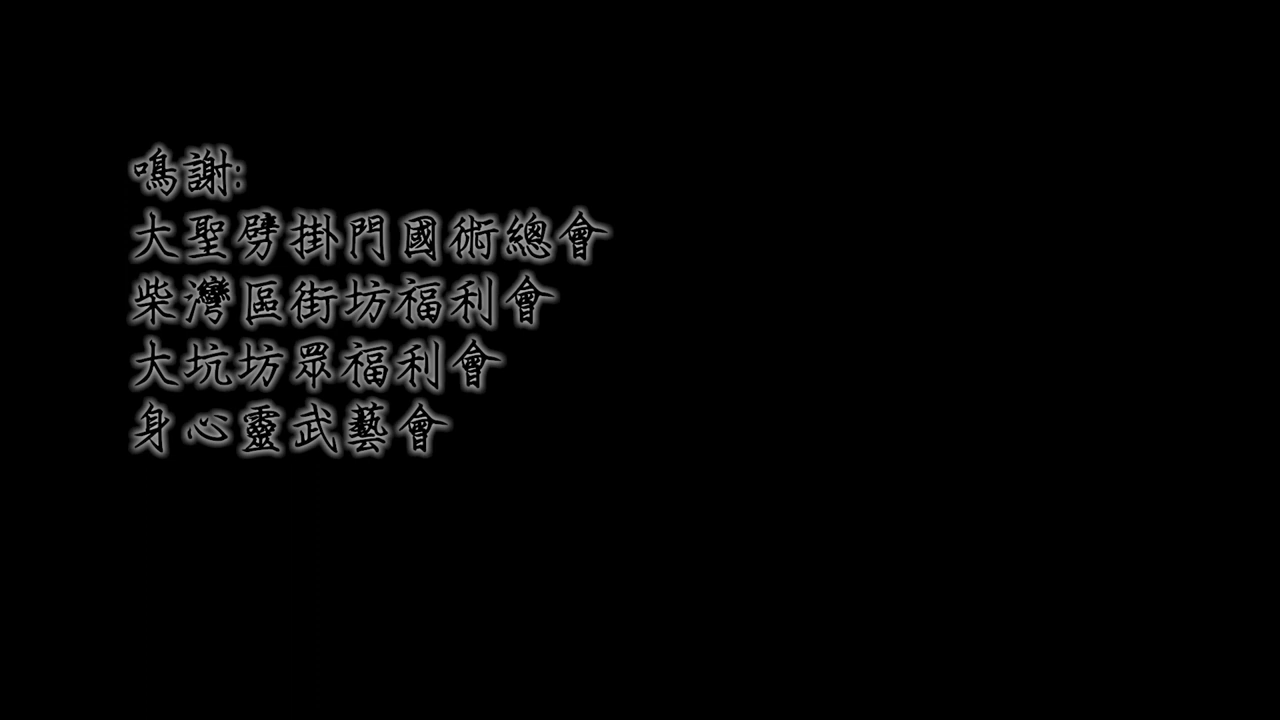 鳴謝:
大聖劈掛門國術總會
柴灣區街坊福利會
大坑坊眾福利會
身心靈武藝會